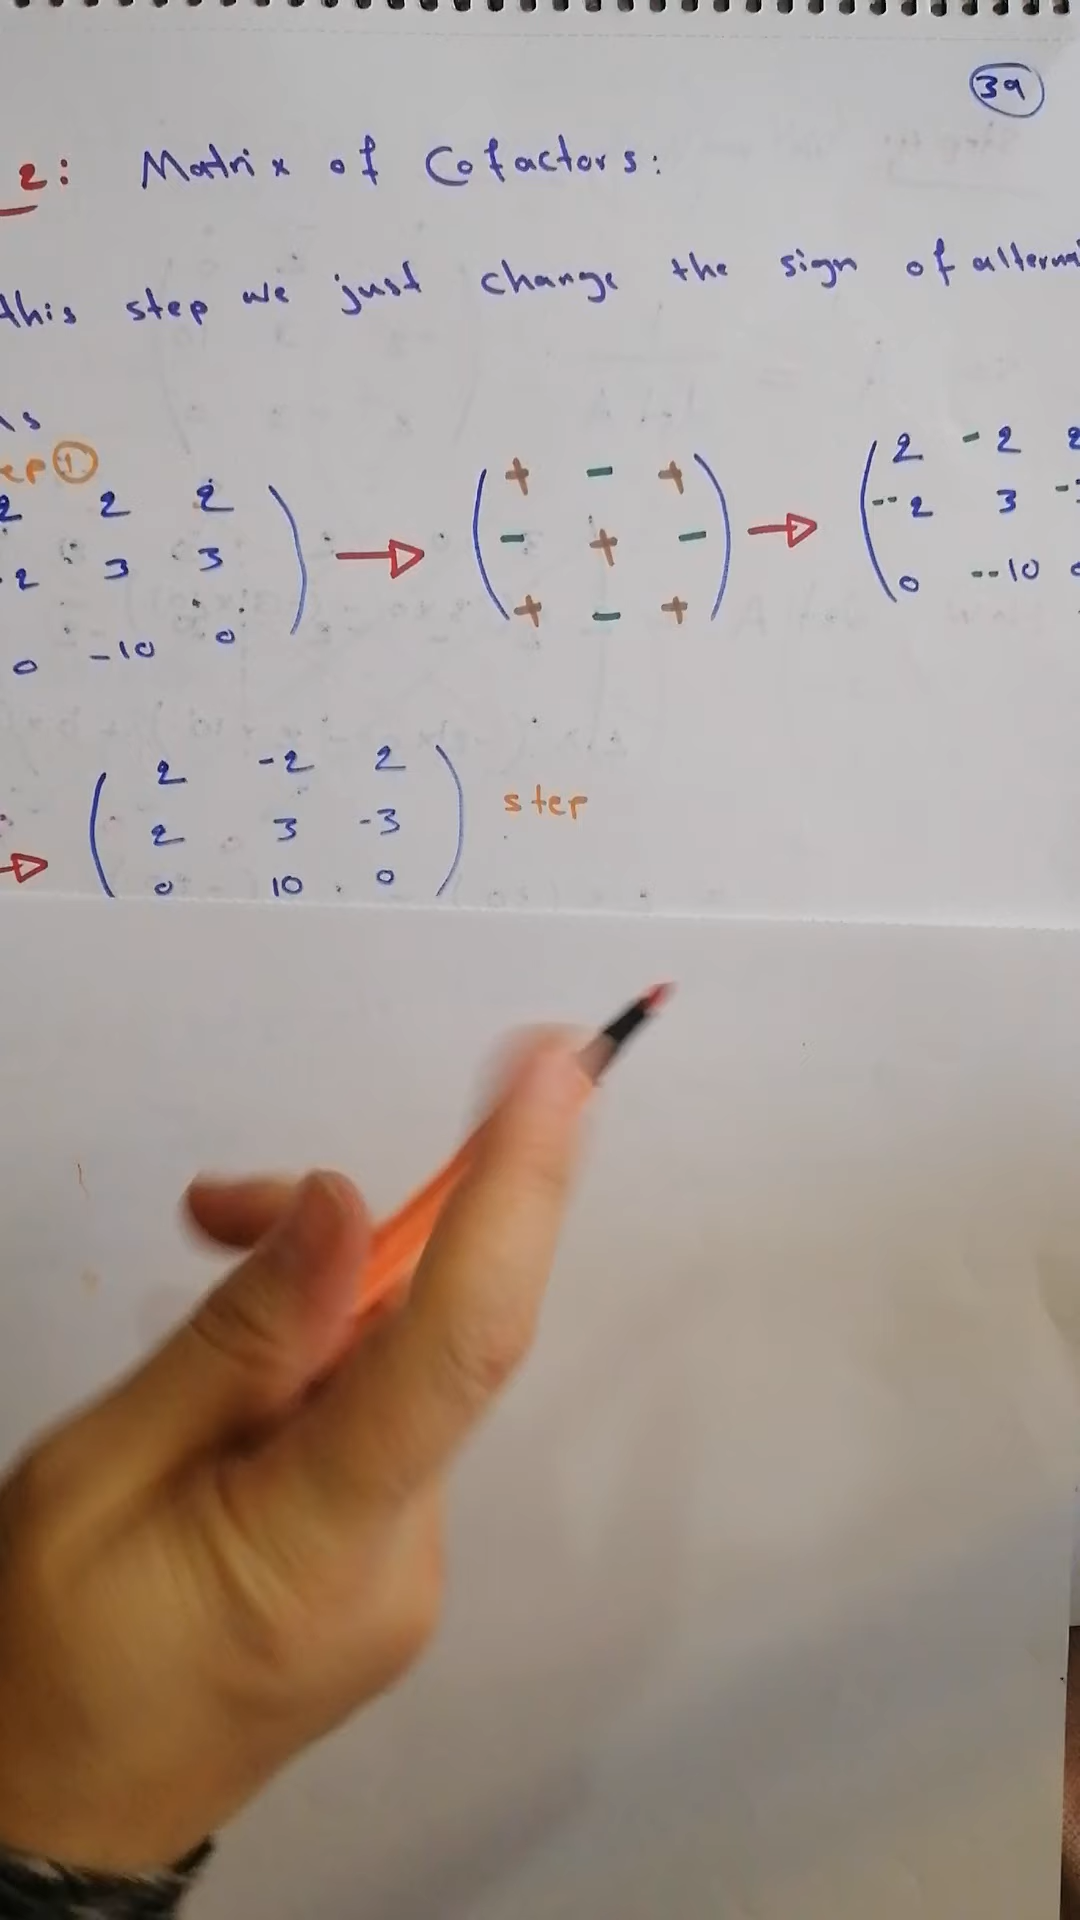 39
2: Matrix of Cofactors:
this step we just change the sign of
2 2 2 + - + 2 -2 2
-2 3 3 - + - --2 3
0 -10 0 + - + 0 --10 0
2 -2 2
2 3 -3 step
0 10 0